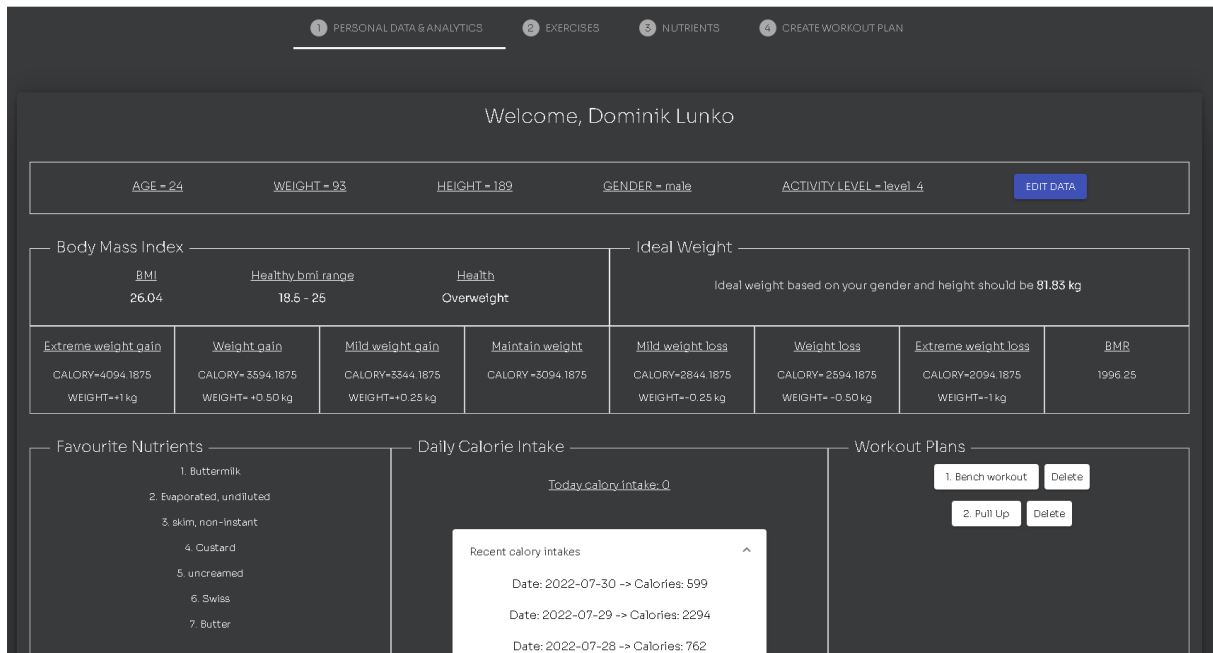 1 PERSONAL DATA & ANALYTICS 2 EXERCISES 3 NUTRIENTS 4 CREATE WORKOUT PLAN
Welcome, Dominik Lunko
AGE = 24 WEIGHT = 93 HEIGHT = 189 GENDER = male ACTIVITY LEVEL = level_4 EDIT DATA
Body Mass Index
BMI Healthy bmi range Health
26.04 18.5 - 25 Overweight
Ideal Weight
Ideal weight based on your gender and height should be 81.83 kg
Extreme weight gain
CALORY=4094.1875
WEIGHT=+1 kg
Weight gain
CALORY= 3594.1875
WEIGHT= +0.50 kg
Mild weight gain
CALORY=3344.1875
WEIGHT=+0.25 kg
Maintain weight
CALORY =3094.1875
Mild weight loss
CALORY=2844.1875
WEIGHT=-0.25 kg
Weight loss
CALORY= 2594.1875
WEIGHT= -0.50 kg
Extreme weight loss
CALORY=2094.1875
WEIGHT=-1 kg
BMR
1996.25
Favourite Nutrients
1. Buttermilk
2. Evaporated, undiluted
3. skim, non-instant
4. Custard
5. uncreamed
6. Swiss
7. Butter
Daily Calorie Intake
Today calory intake: 0
Recent calory intakes
Date: 2022-07-30 -> Calories: 599
Date: 2022-07-29 -> Calories: 2294
Date: 2022-07-28 -> Calories: 762
Workout Plans
1. Bench workout Delete
2. Pull Up Delete